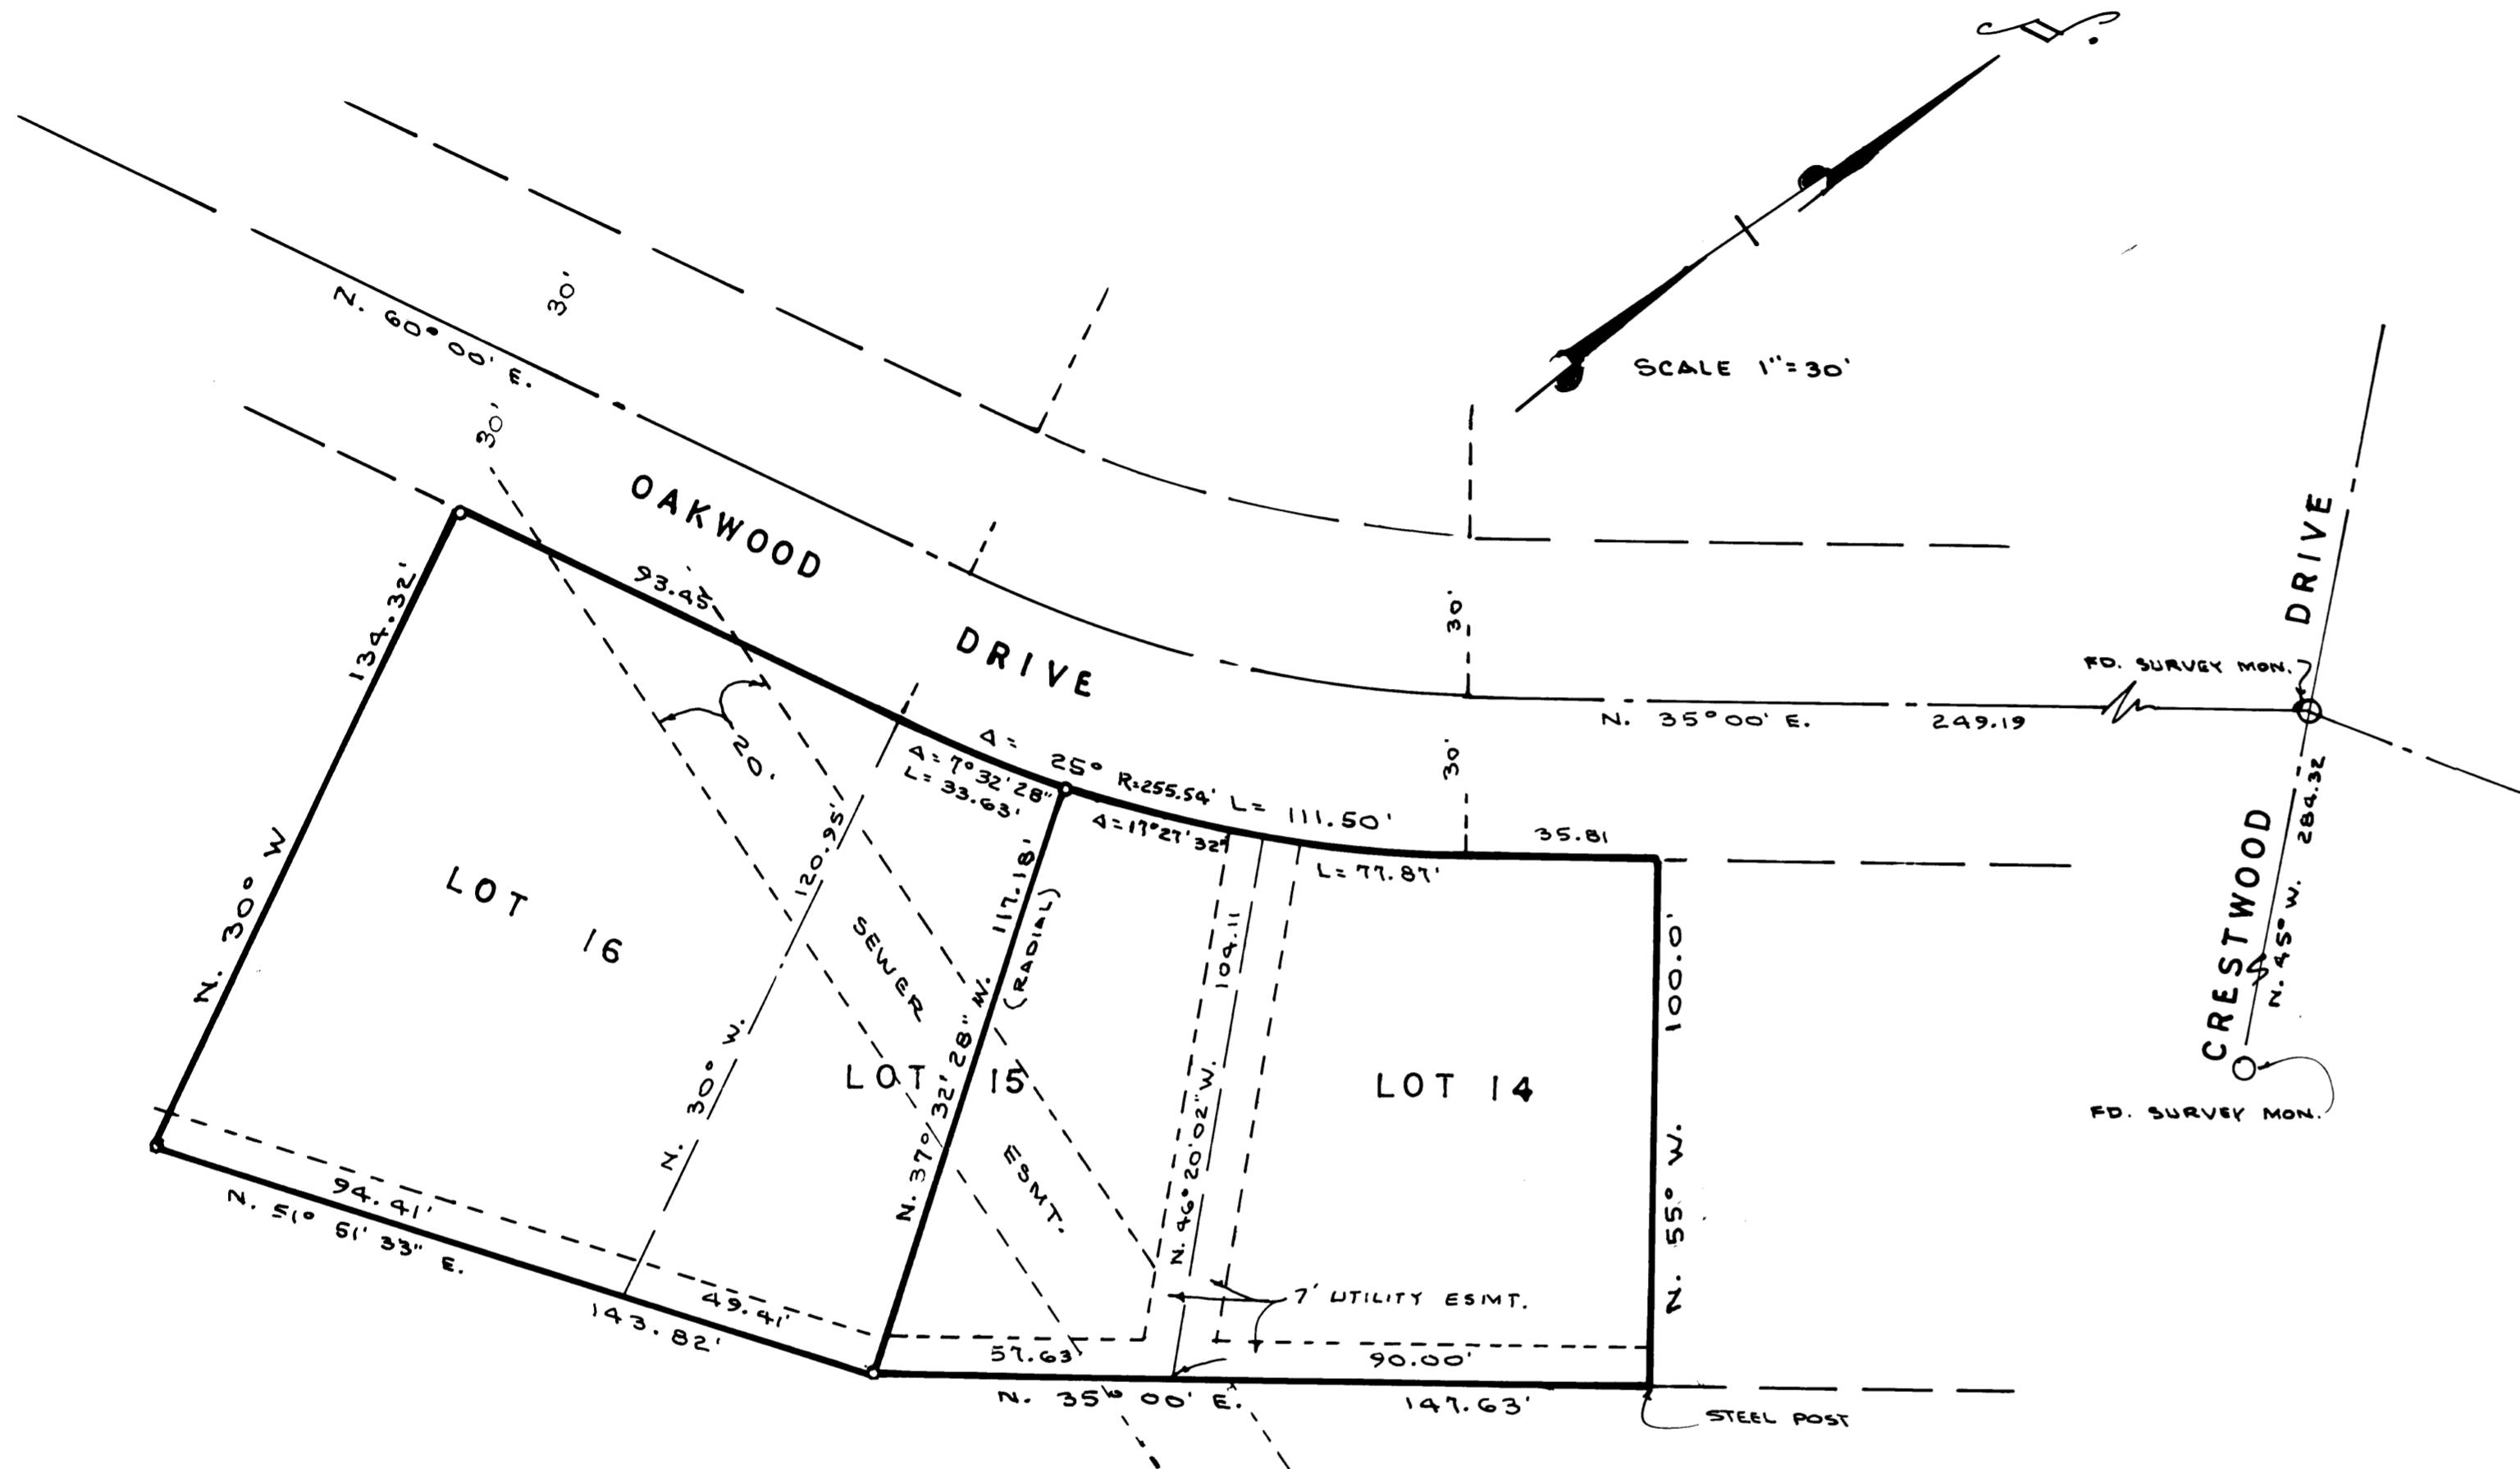 SCALE 1"=30'
N. 60° 00' E.
30'
30'
OAKWOOD
DRIVE
93.45'
134.32'
N. 30° W
LOT
16
20'
120.95'
N. 30° W.
SEWER
ESMT.
Δ=
25°
R=255.54'
L= 111.50'
Δ= 7° 32' 28"
L= 33.63'
Δ=17°27' 32"
L= 77.87'
35.81
117.18'
(RADIAL)
N. 37° 32' 28" W.
LOT 15
104.11
N. 46° 20' 02" W.
LOT 14
100.0'
N. 55° W.
30'
30'
N. 35° 00' E.
249.19
FD. SURVEY MON.
CRESTWOOD DRIVE
N. 45° W. 284.32
FD. SURVEY MON.
94.41'
N. 51° 51' 33" E.
49.41'
143.82'
57.63'
7' UTILITY ESMT.
90.00'
N. 35° 00' E.
147.63'
STEEL POST